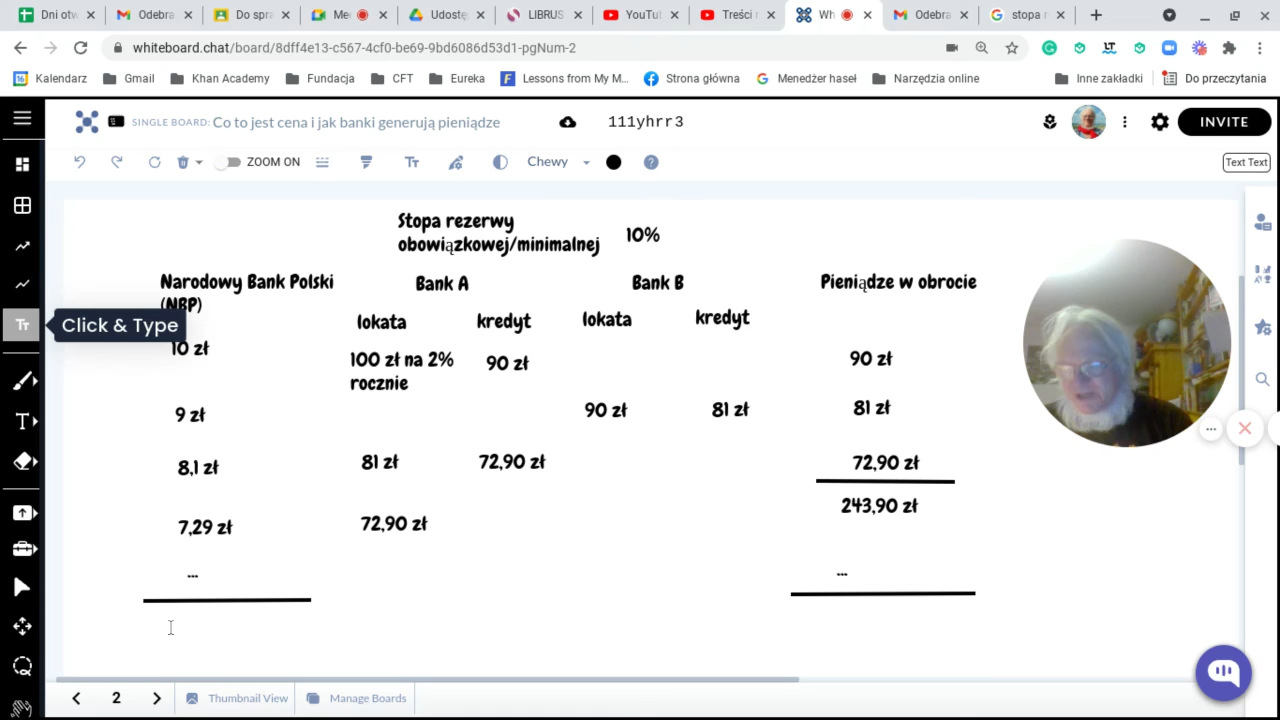 Dni otw
Odebra
Do spra
Mee
Udostę
LIBRUS
YouTu
Treści r
Wh
Odebra
stopa r
whiteboard.chat/board/8dff4e13-c567-4cf0-be69-9bd6086d53d1-pgNum-2
Kalendarz
Gmail
Khan Academy
Fundacja
CFT
Eureka
Lessons from My M...
Strona główna
Menedżer haseł
Narzędzia online
Inne zakładki
Do przeczytania
SINGLE BOARD: Co to jest cena i jak banki generują pieniądze
111yhrr3
INVITE
ZOOM ON
Tт
Chewy
Text Text
Stopa rezerwy
obowiązkowej/minimalnej
10%
Narodowy Bank Polski
(NBP)
Bank A
Bank B
Pieniądze w obrocie
Click & Type
lokata
kredyt
lokata
kredyt
10 zł
100 zł na 2%
rocznie
90 zł
90 zł
9 zł
90 zł
81 zł
81 zł
8,1 zł
81 zł
72,90 zł
72,90 zł
243,90 zł
7,29 zł
72,90 zł
...
...
2
Thumbnail View
Manage Boards